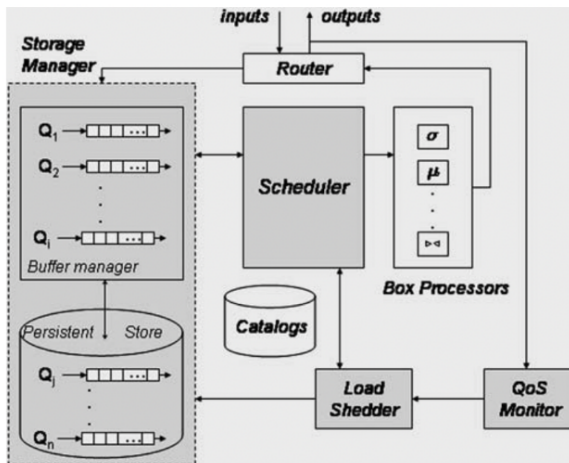 inputs outputs
Storage
Manager
Router
Q1
...
Q2
...
Scheduler
σ
μ
Qi
...
Buffer manager
Box Processors
Persistent Store
Catalogs
Qj
...
Load
Shedder
QoS
Monitor
Qn
...